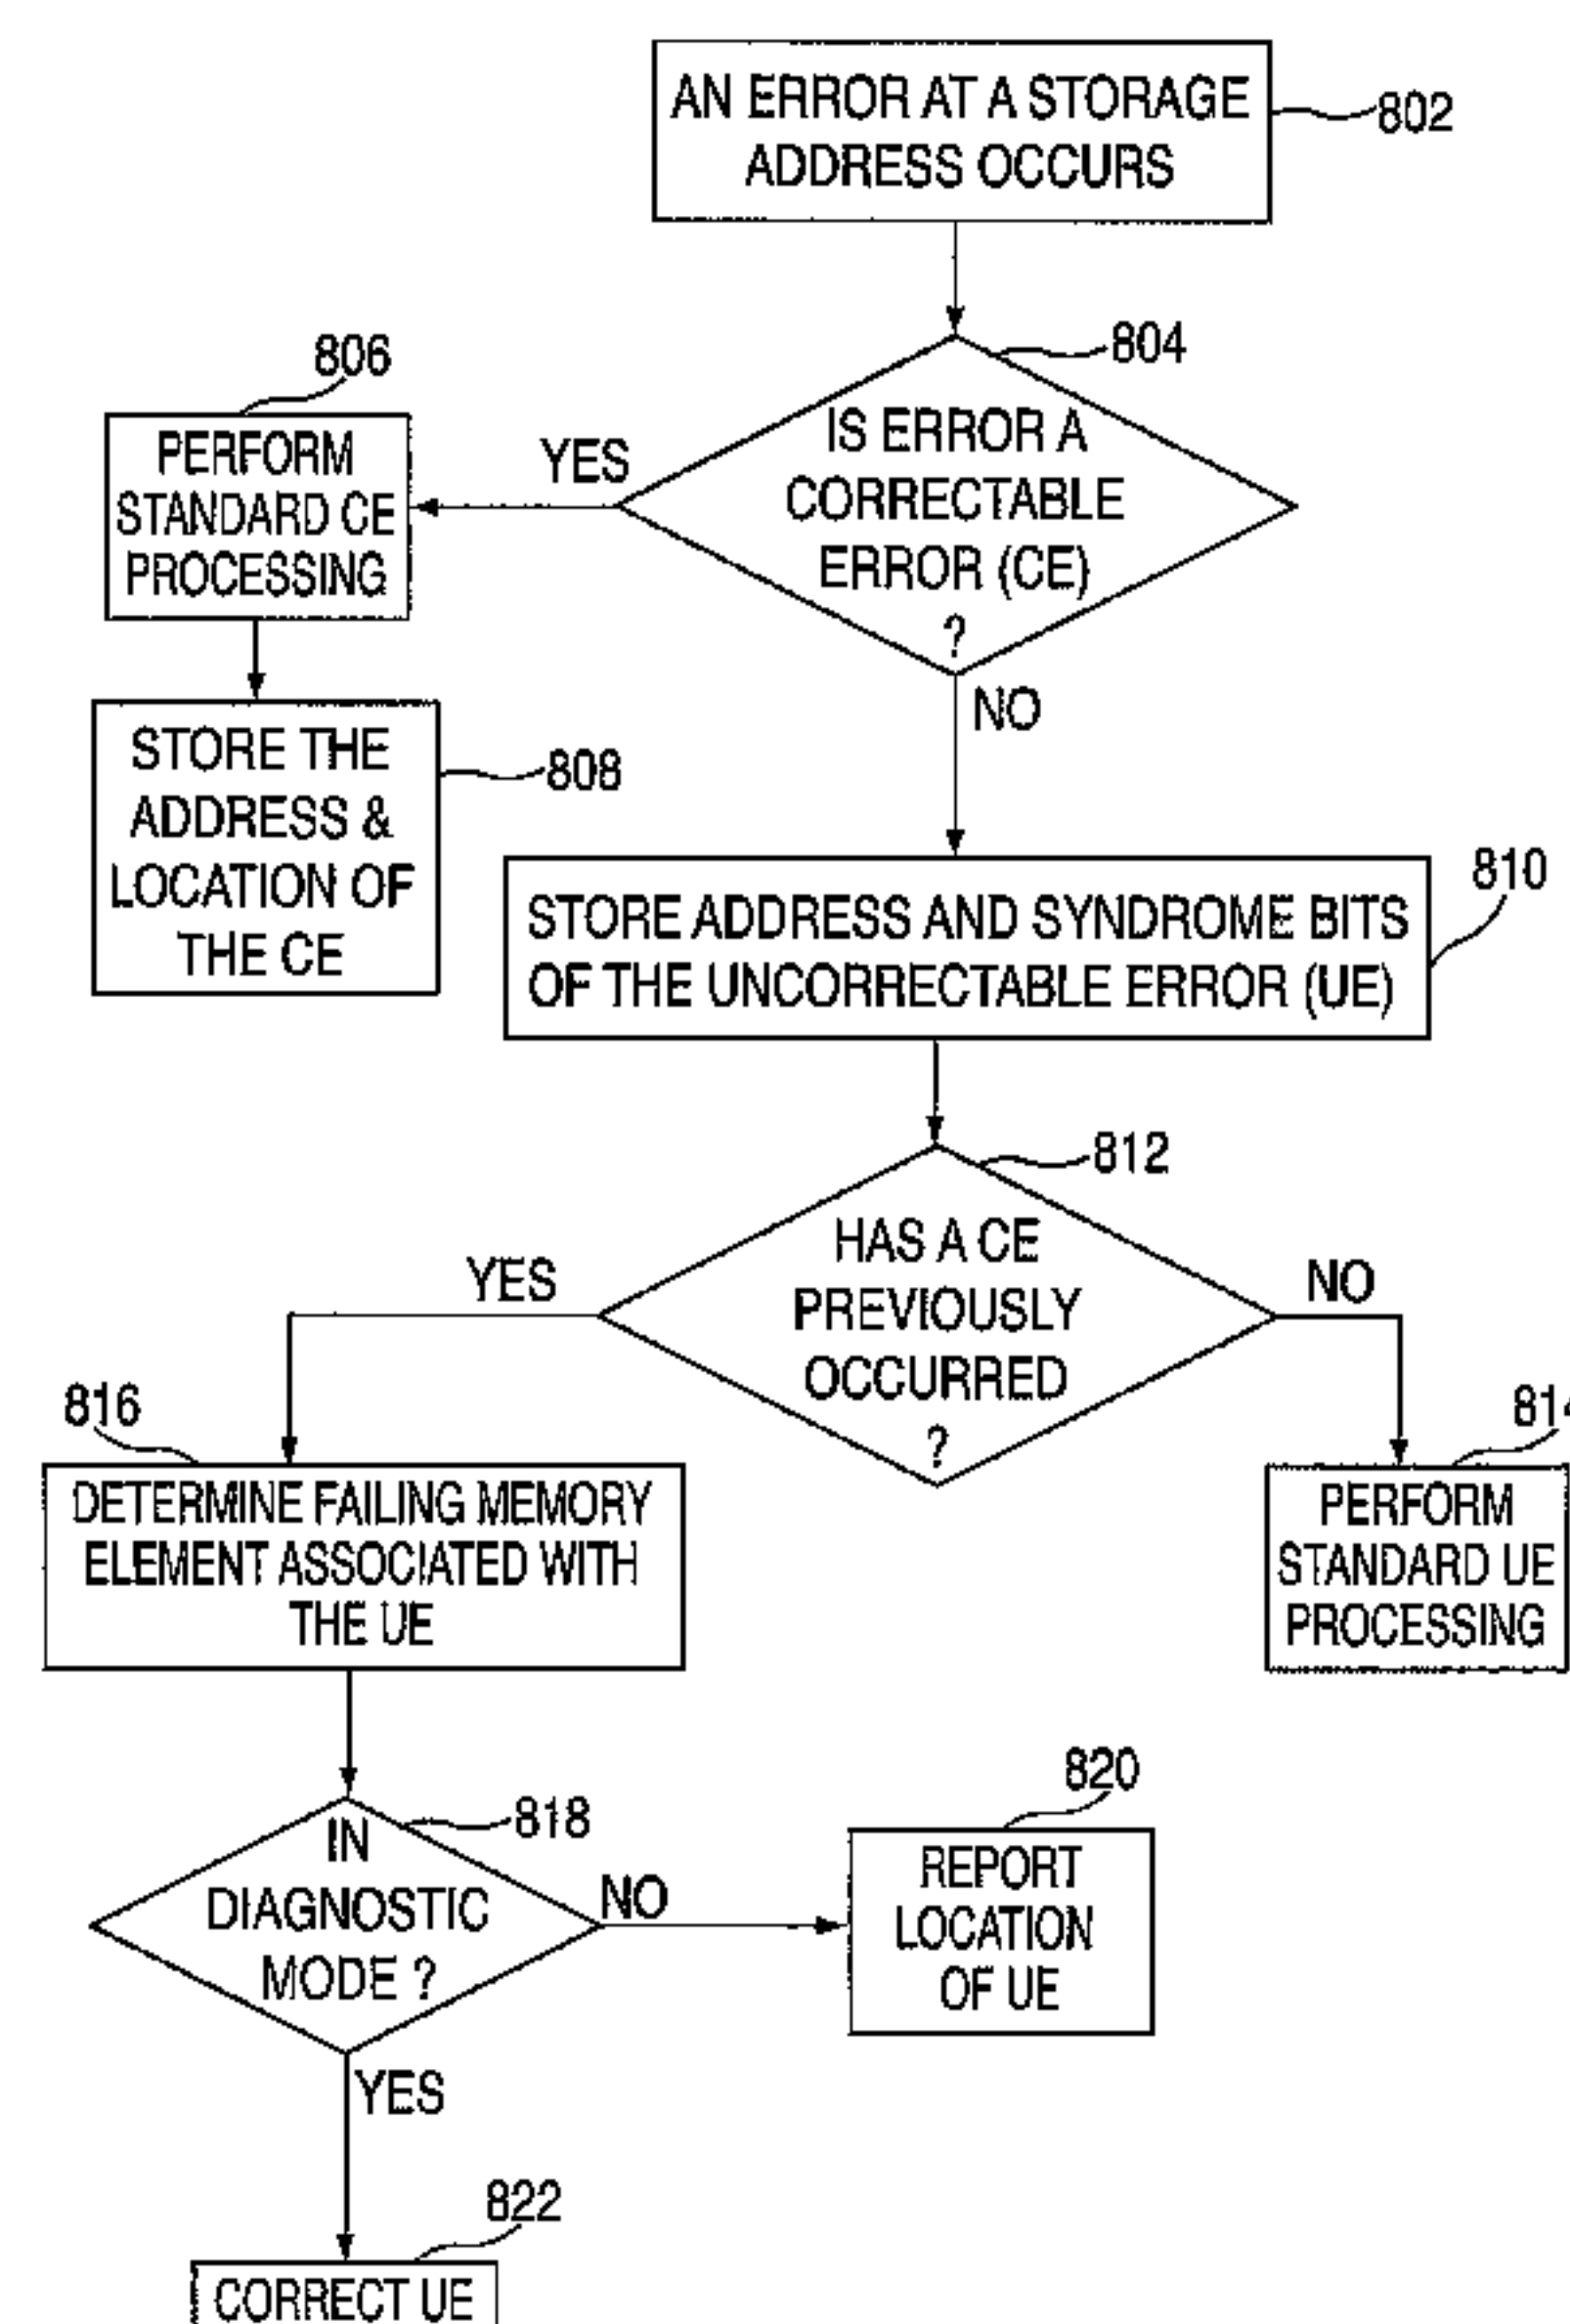 AN ERROR AT A STORAGE
ADDRESS OCCURS
802
804
IS ERROR A
CORRECTABLE
ERROR (CE)
?
YES
NO
806
PERFORM
STANDARD CE
PROCESSING
STORE THE
ADDRESS &
LOCATION OF
THE CE
808
810
STORE ADDRESS AND SYNDROME BITS
OF THE UNCORRECTABLE ERROR (UE)
812
HAS A CE
PREVIOUSLY
OCCURRED
?
YES
NO
814
PERFORM
STANDARD UE
PROCESSING
816
DETERMINE FAILING MEMORY
ELEMENT ASSOCIATED WITH
THE UE
818
IN
DIAGNOSTIC
MODE ?
NO
YES
820
REPORT
LOCATION
OF UE
822
CORRECT UE